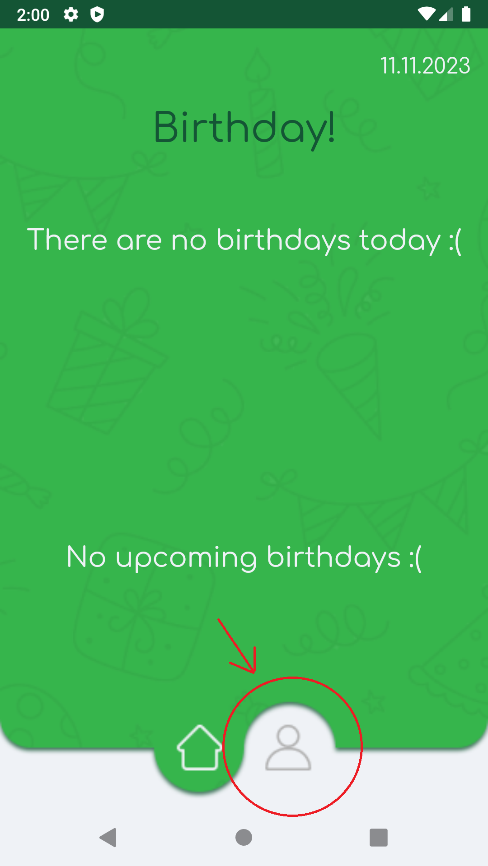 2:00
11.11.2023
Birthday!
There are no birthdays today :(
No upcoming birthdays :(